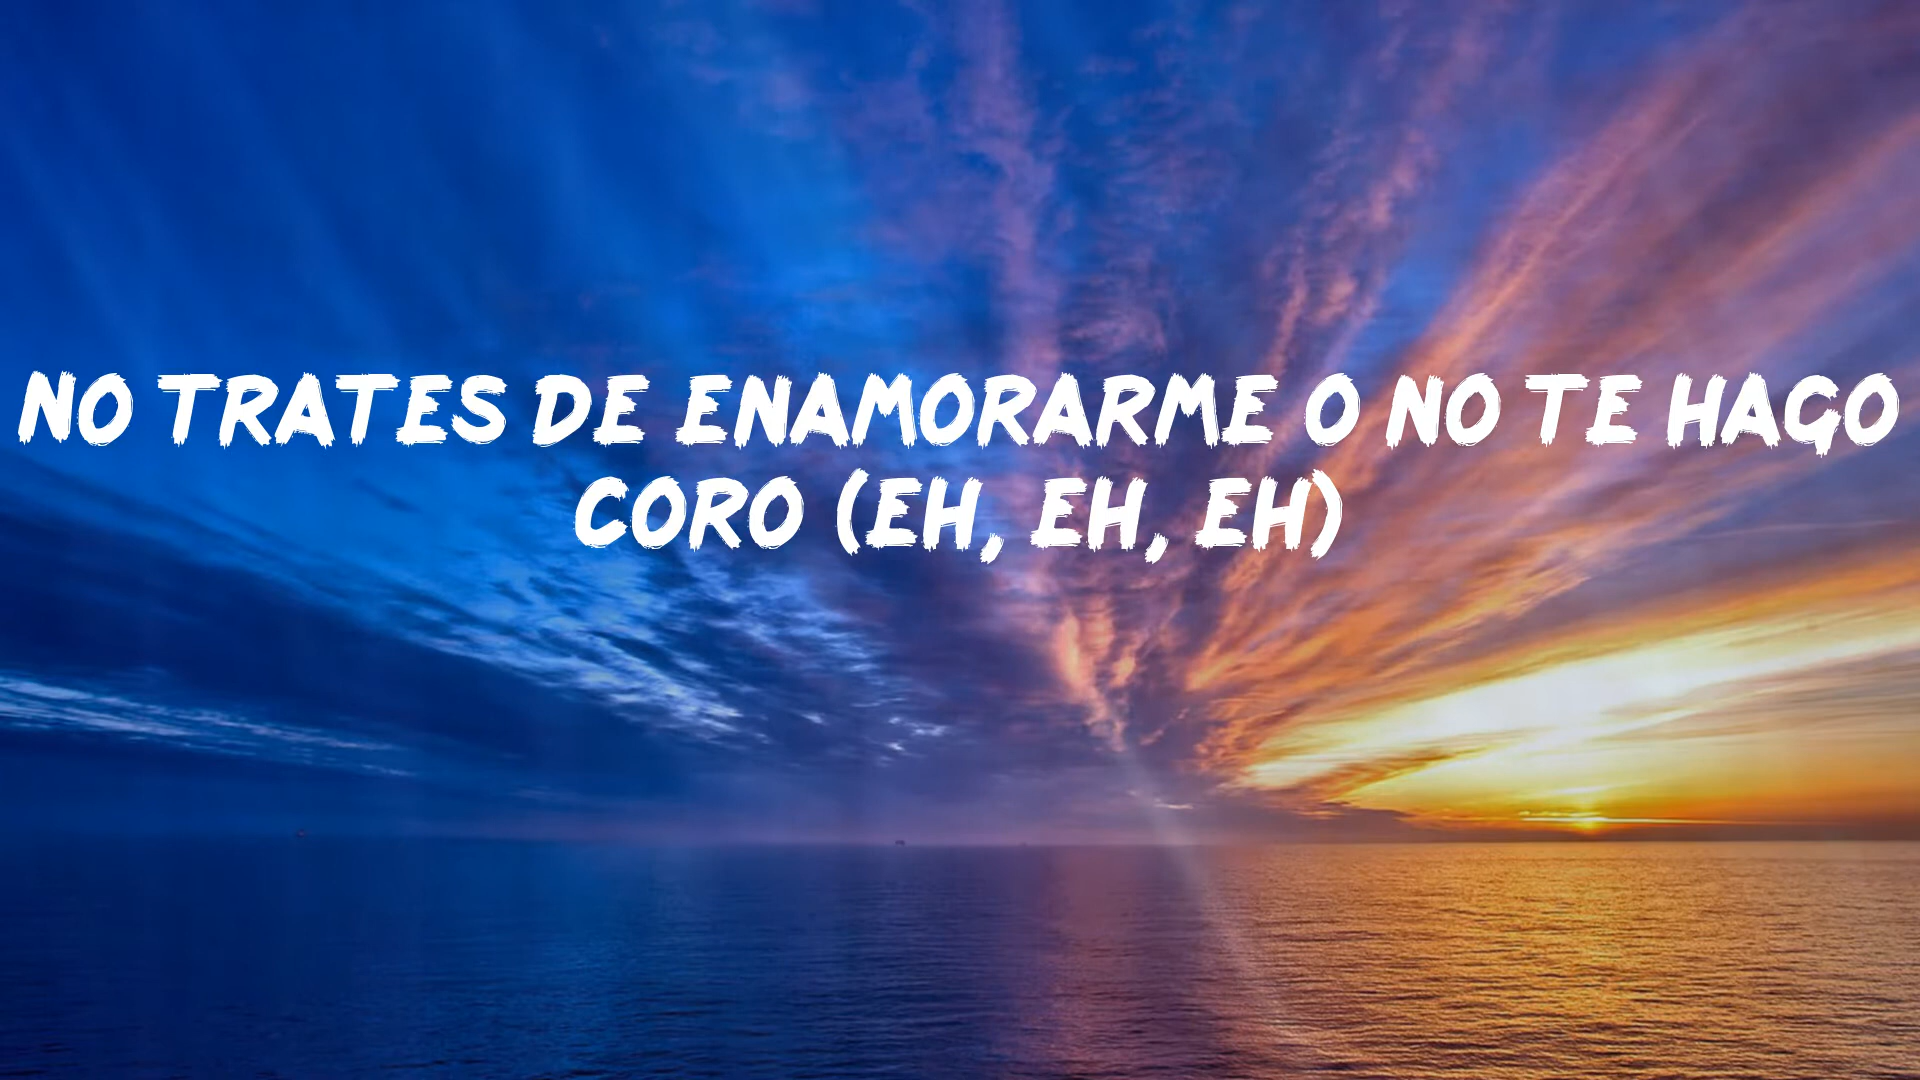 NO TRATES DE ENAMORARME O NO TE HAGO
CORO (EH, EH, EH)